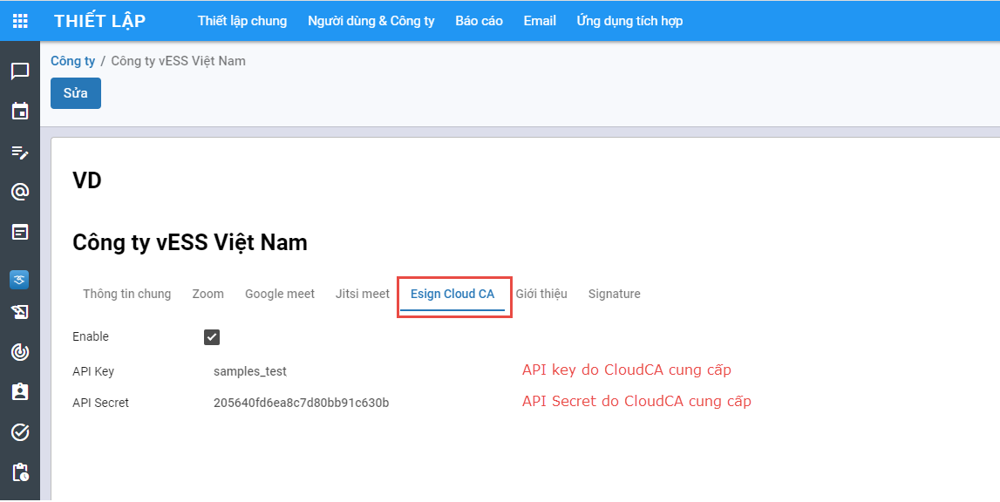 THIẾT LẬP Thiết lập chung Người dùng & Công ty Báo cáo Email Ứng dụng tích hợp
Công ty / Công ty vESS Việt Nam
Sửa
VD
Công ty vESS Việt Nam
Thông tin chung Zoom Google meet Jitsi meet Esign Cloud CA Giới thiệu Signature
Enable
API Key samples_test API key do CloudCA cung cấp
API Secret 205640fd6ea8c7d80bb91c630b API Secret do CloudCA cung cấp